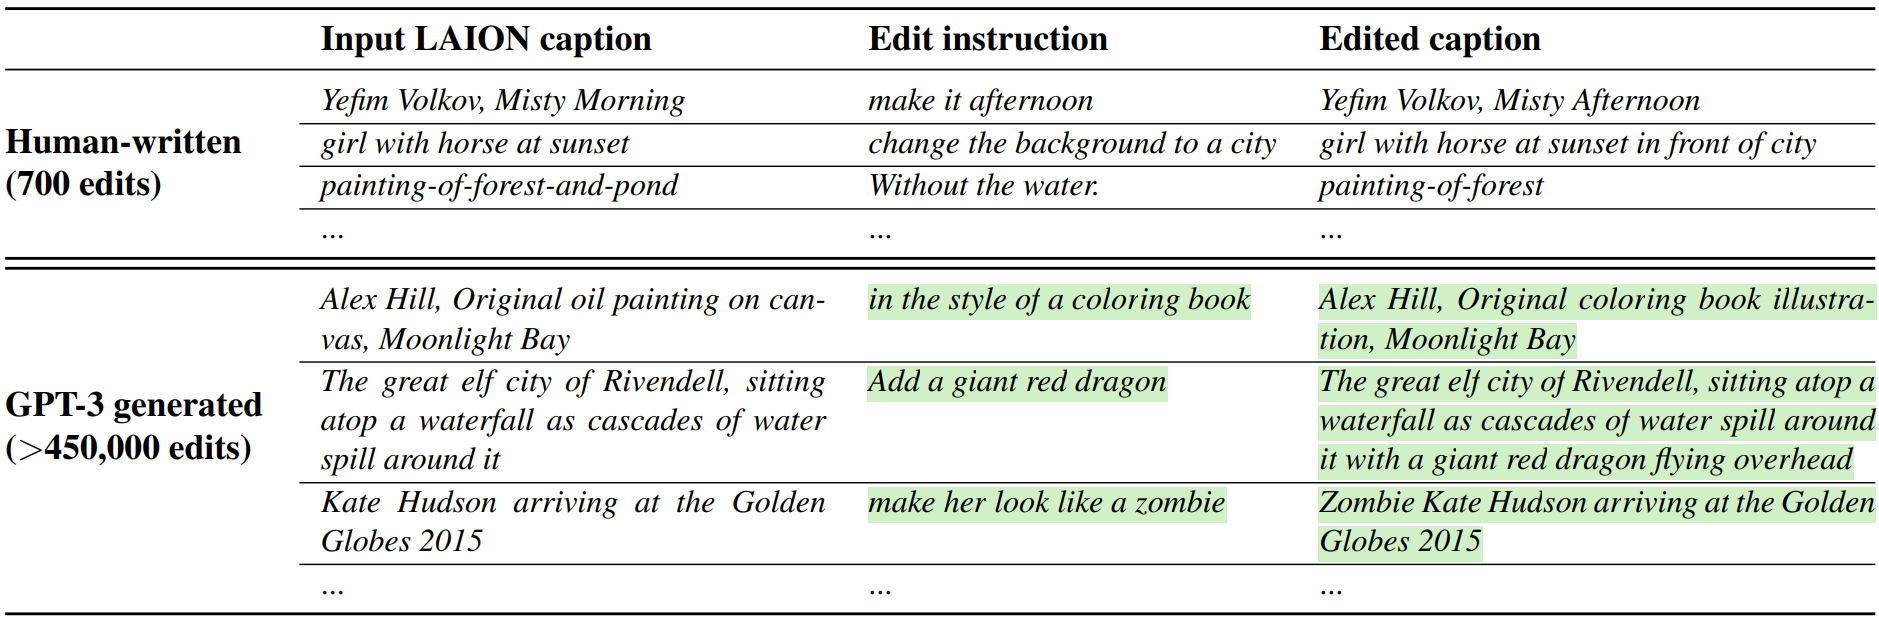 Input LAION caption Edit instruction Edited caption
Human-written
(700 edits)
Yefim Volkov, Misty Morning make it afternoon Yefim Volkov, Misty Afternoon
girl with horse at sunset change the background to a city girl with horse at sunset in front of city
painting-of-forest-and-pond Without the water. painting-of-forest
... ... ...
GPT-3 generated
(>450,000 edits)
Alex Hill, Original oil painting on can- in the style of a coloring book Alex Hill, Original coloring book illustra-
vas, Moonlight Bay tion, Moonlight Bay
The great elf city of Rivendell, sitting Add a giant red dragon The great elf city of Rivendell, sitting atop a
atop a waterfall as cascades of water waterfall as cascades of water spill around
spill around it it with a giant red dragon flying overhead
Kate Hudson arriving at the Golden make her look like a zombie Zombie Kate Hudson arriving at the Golden
Globes 2015 Globes 2015
... ... ...